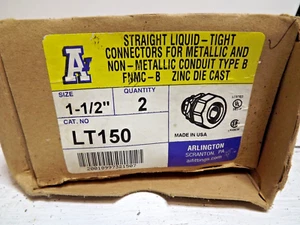 STRAIGHT LIQUID-TIGHT
CONNECTORS FOR METALLIC AND
NON-METALLIC CONDUIT TYPE B
FNMC-B ZINC DIE CAST
SIZE
QUANTITY
1-1/2"
2
CAT. NO
LT150
MADE IN USA
ARLINGTON
SCRANTON, PA